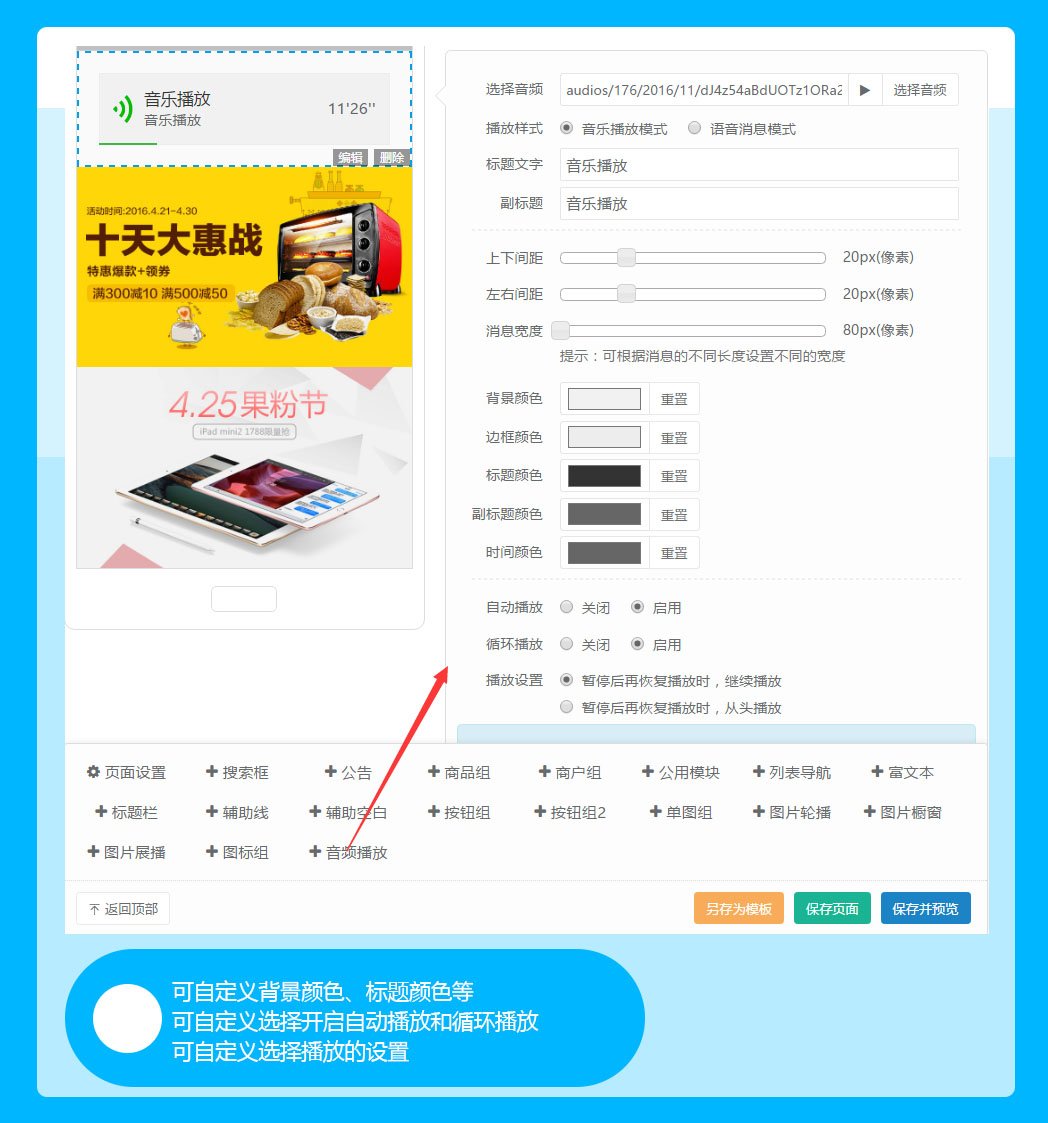 音乐播放
音乐播放
11'26''
编辑 删除
活动时间:2016.4.21-4.30
十天大惠战
特惠爆款+领券
满300减10 满500减50
4.25果粉节
iPad mini2 1788限量抢
选择音频 audios/176/2016/11/dJ4z54aBdUOTz1ORa2 选择音频
播放样式 音乐播放模式 语音消息模式
标题文字 音乐播放
副标题 音乐播放
上下间距 20px(像素)
左右间距 20px(像素)
消息宽度 80px(像素)
提示：可根据消息的不同长度设置不同的宽度
背景颜色 重置
边框颜色 重置
标题颜色 重置
副标题颜色 重置
时间颜色 重置
自动播放 关闭 启用
循环播放 关闭 启用
播放设置 暂停后再恢复播放时，继续播放
暂停后再恢复播放时，从头播放
页面设置 搜索框 公告 商品组 商户组 公用模块 列表导航 富文本
标题栏 辅助线 辅助空白 按钮组 按钮组2 单图组 图片轮播 图片橱窗
图片展播 图标组 音频播放
返回顶部 另存为模板 保存页面 保存并预览
可自定义背景颜色、标题颜色等
可自定义选择开启自动播放和循环播放
可自定义选择播放的设置